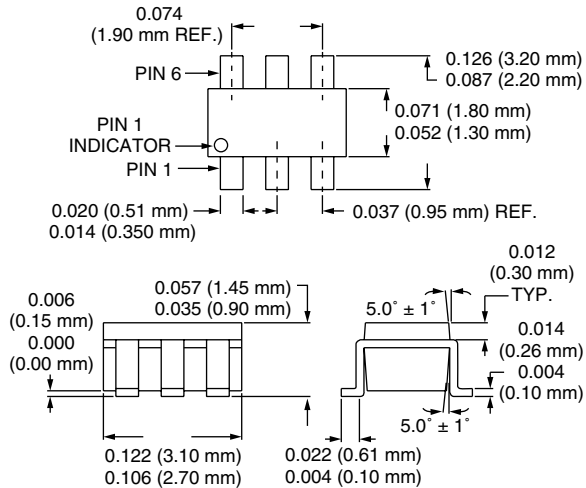 0.074
(1.90 mm REF.)
PIN 6
0.126 (3.20 mm)
0.087 (2.20 mm)
0.071 (1.80 mm)
0.052 (1.30 mm)
PIN 1
INDICATOR
PIN 1
0.020 (0.51 mm)
0.014 (0.350 mm)
0.037 (0.95 mm) REF.
0.006
(0.15 mm)
0.000
(0.00 mm)
0.057 (1.45 mm)
0.035 (0.90 mm)
0.122 (3.10 mm)
0.106 (2.70 mm)
5.0° ± 1°
0.012
(0.30 mm)
TYP.
0.014
(0.26 mm)
0.004
(0.10 mm)
5.0° ± 1°
0.022 (0.61 mm)
0.004 (0.10 mm)